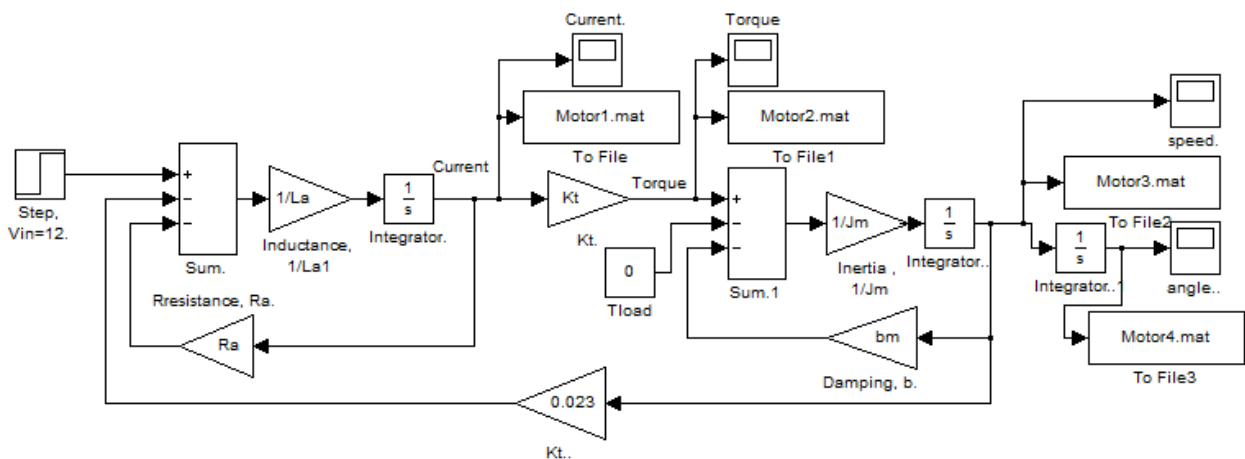 Current.
Torque
Motor1.mat
Motor2.mat
To File
To File1
speed.
Motor3.mat
To File2
Step,
Vin=12.
+
−
−
Sum.
1/La
Inductance,
1/La1
1
s
Integrator.
Current
Kt
Kt.
Torque
0
Tload
+
−
−
Sum.1
1/Jm
Inertia ,
1/Jm
1
s
Integrator..
1
s
Integrator..1
angle..
Motor4.mat
To File3
Rresistance, Ra.
Ra
bm
Damping, b.
0.023
Kt..